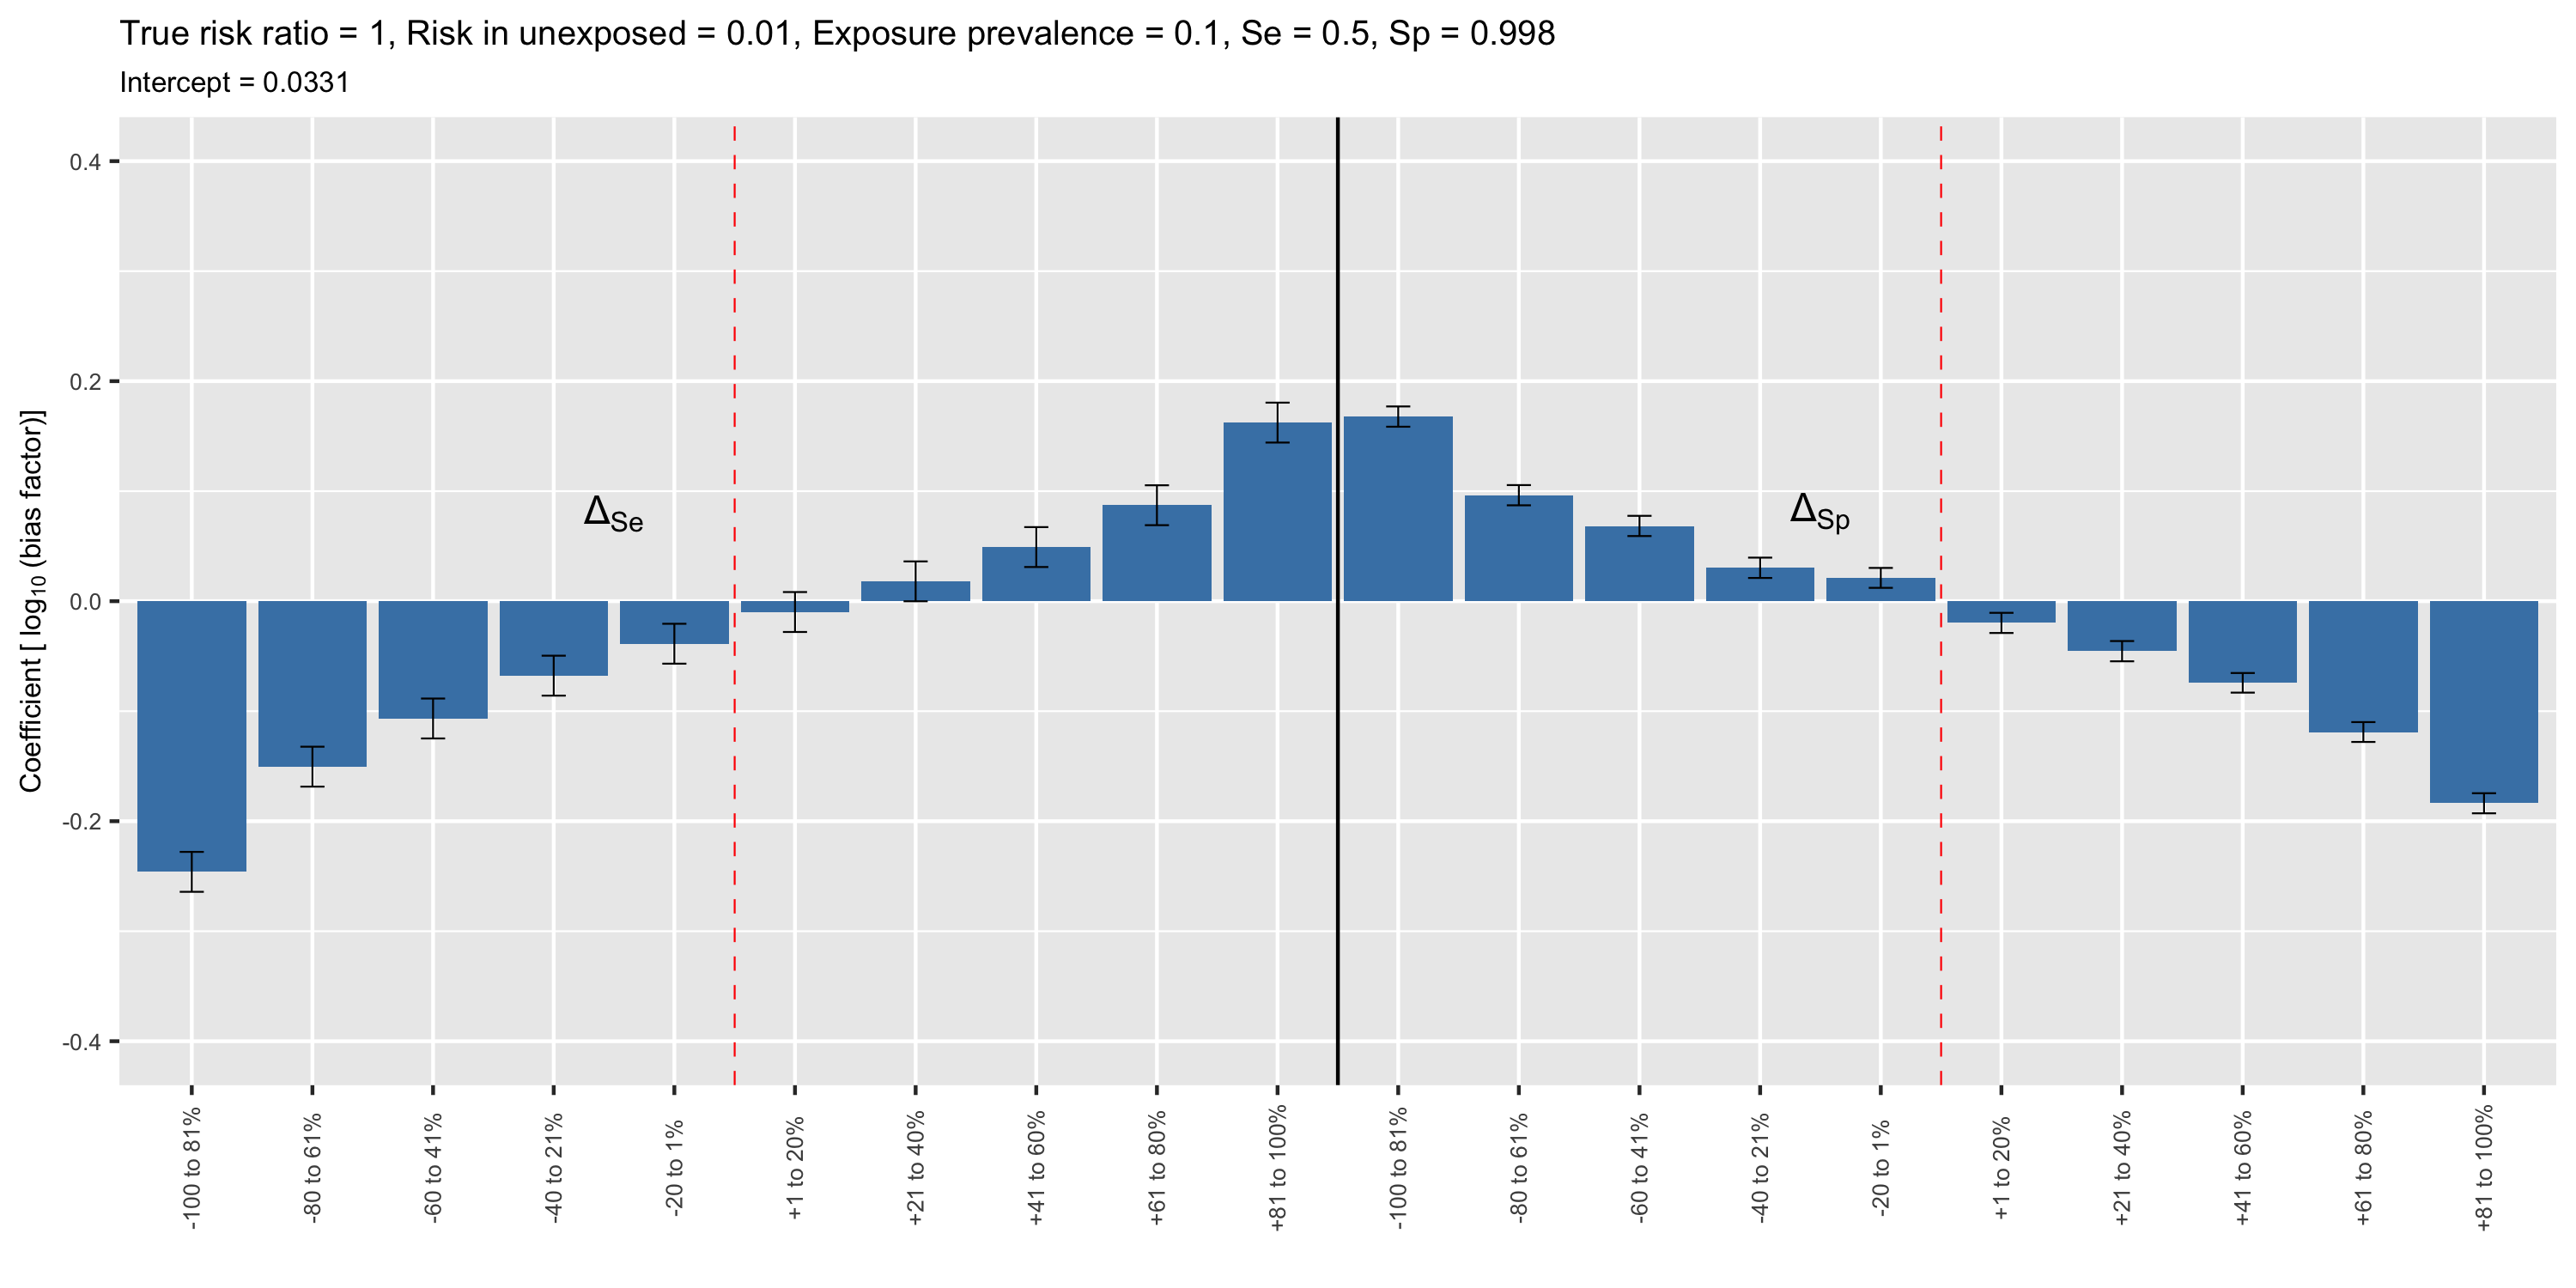 True risk ratio = 1, Risk in unexposed = 0.01, Exposure prevalence = 0.1, Se = 0.5, Sp = 0.998
Intercept = 0.0331
Coefficient [ log10 (bias factor)]
0.4
0.2
0.0
-0.2
-0.4
ΔSe
ΔSp
-100 to 81%
-80 to 61%
-60 to 41%
-40 to 21%
-20 to 1%
+1 to 20%
+21 to 40%
+41 to 60%
+61 to 80%
+81 to 100%
-100 to 81%
-80 to 61%
-60 to 41%
-40 to 21%
-20 to 1%
+1 to 20%
+21 to 40%
+41 to 60%
+61 to 80%
+81 to 100%